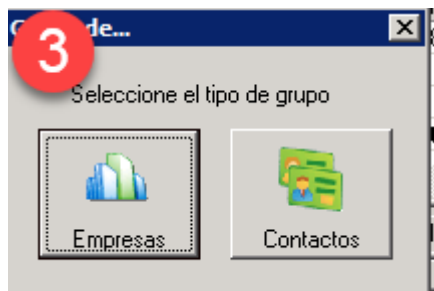 3
de...
Seleccione el tipo de grupo
Empresas
Contactos